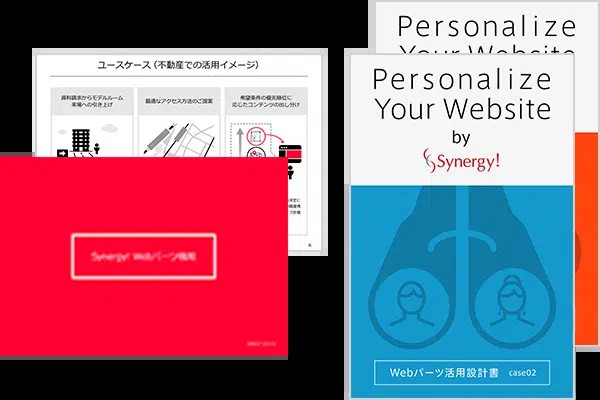 ユースケース（不動産での活用イメージ）
資料請求からモデルルーム
来場への引き上げ
最適なアクセス方法のご提案
希望条件の優先順位に
応じたコンテンツの出し分け
6
Synergy! Webパーツ機能
Personalize
Your Website
Personalize
Your Website
by
Synergy!
Webパーツ活用設計書 case02